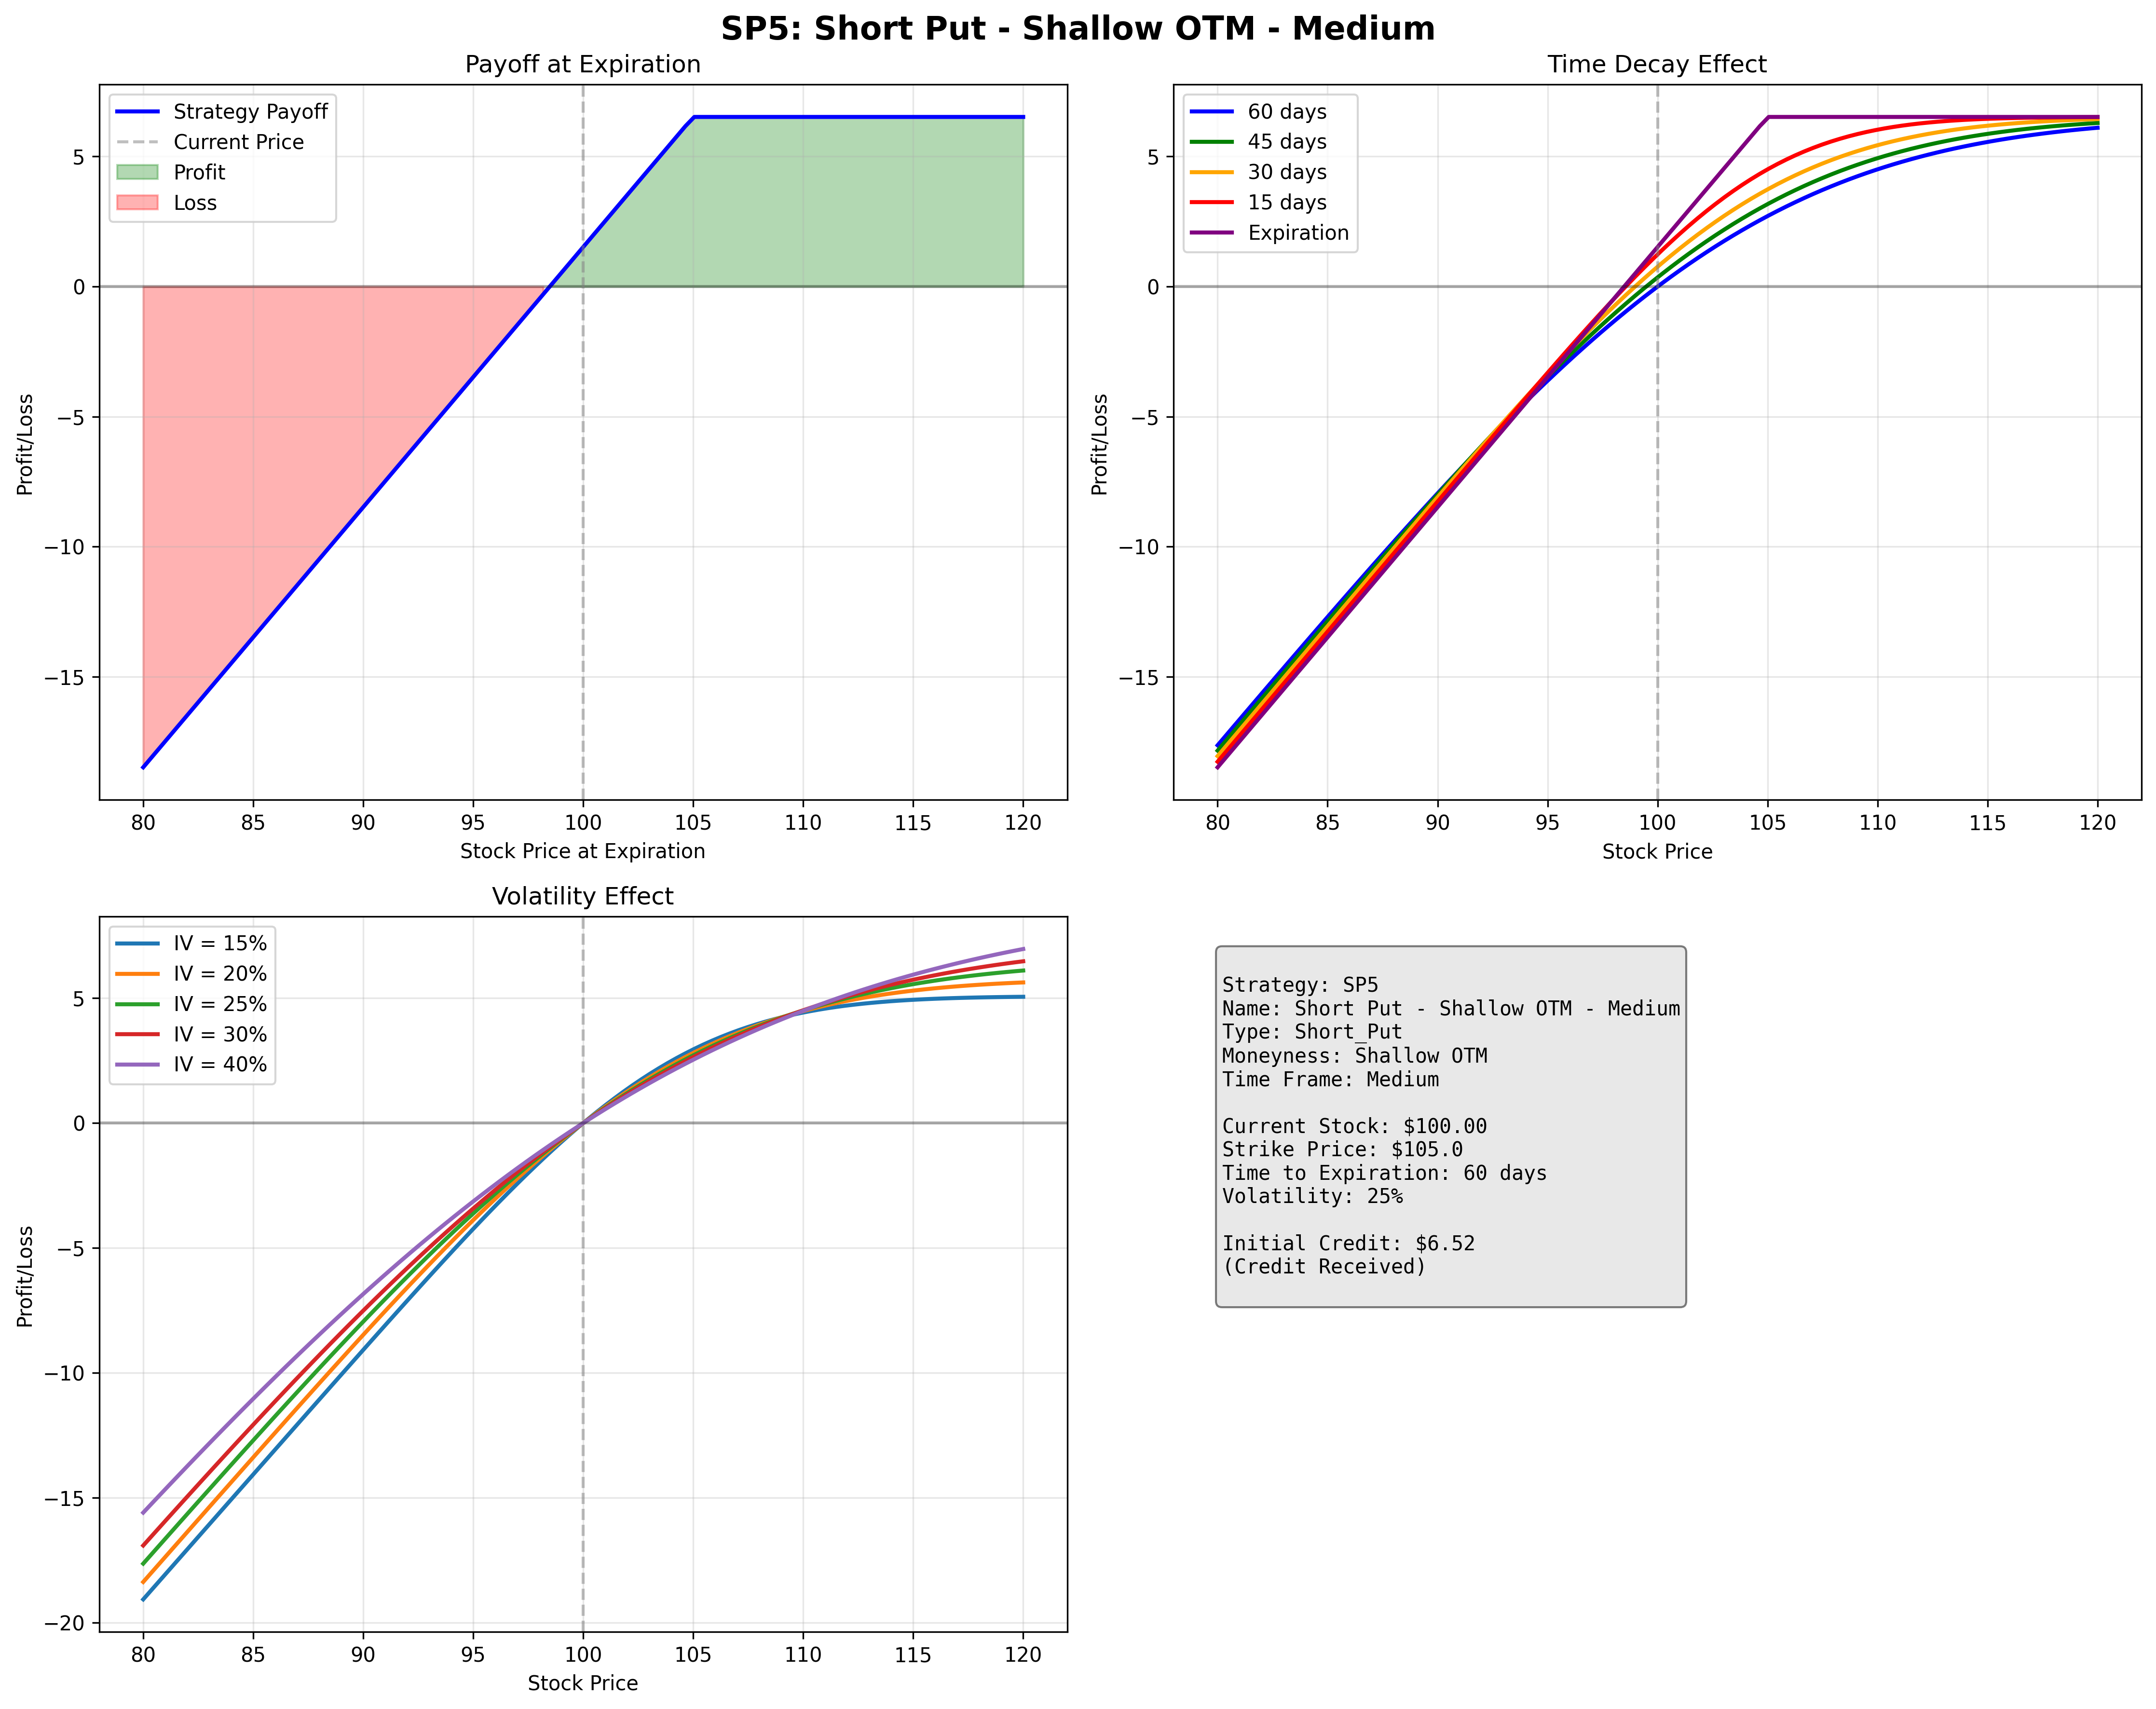 SP5: Short Put - Shallow OTM - Medium
Payoff at Expiration
Strategy Payoff
Current Price
Profit
Loss
5
0
−5
−10
−15
Profit/Loss
80 85 90 95 100 105 110 115 120
Stock Price at Expiration
Time Decay Effect
60 days
45 days
30 days
15 days
Expiration
5
0
−5
−10
−15
Profit/Loss
80 85 90 95 100 105 110 115 120
Stock Price
Volatility Effect
IV = 15%
IV = 20%
IV = 25%
IV = 30%
IV = 40%
5
0
−5
−10
−15
−20
Profit/Loss
80 85 90 95 100 105 110 115 120
Stock Price
Strategy: SP5
Name: Short Put - Shallow OTM - Medium
Type: Short_Put
Moneyness: Shallow OTM
Time Frame: Medium
Current Stock: $100.00
Strike Price: $105.0
Time to Expiration: 60 days
Volatility: 25%
Initial Credit: $6.52
(Credit Received)